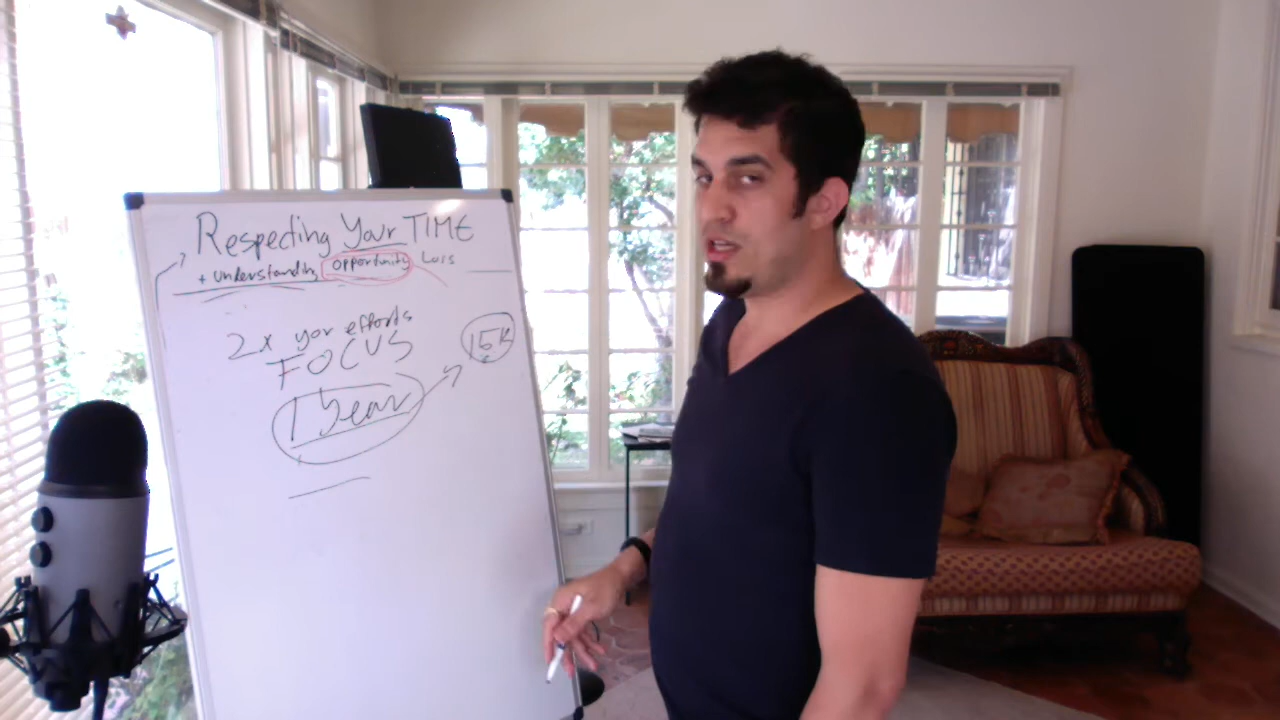 Respecting Your TIME
+ Understanding opportunity Loss
2x your efforts
FOCUS
1 Year
15K